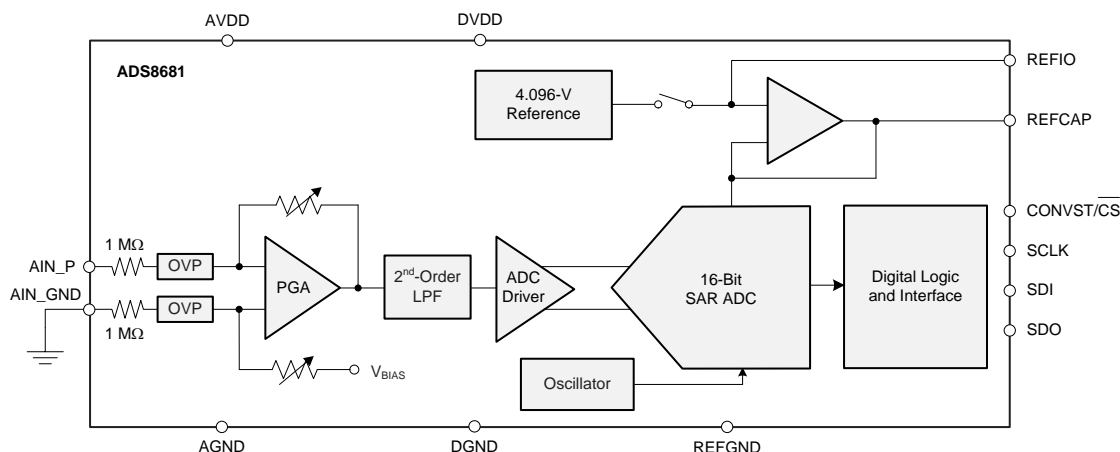 AVDD
DVDD
ADS8681
REFIO
4.096-V
Reference
REFCAP
CONVST/CS
1 MΩ
AIN_P
OVP
PGA
2nd-Order
LPF
ADC
Driver
16-Bit
SAR ADC
Digital Logic
and Interface
SCLK
SDI
SDO
AIN_GND
OVP
1 MΩ
VBIAS
Oscillator
AGND
DGND
REFGND